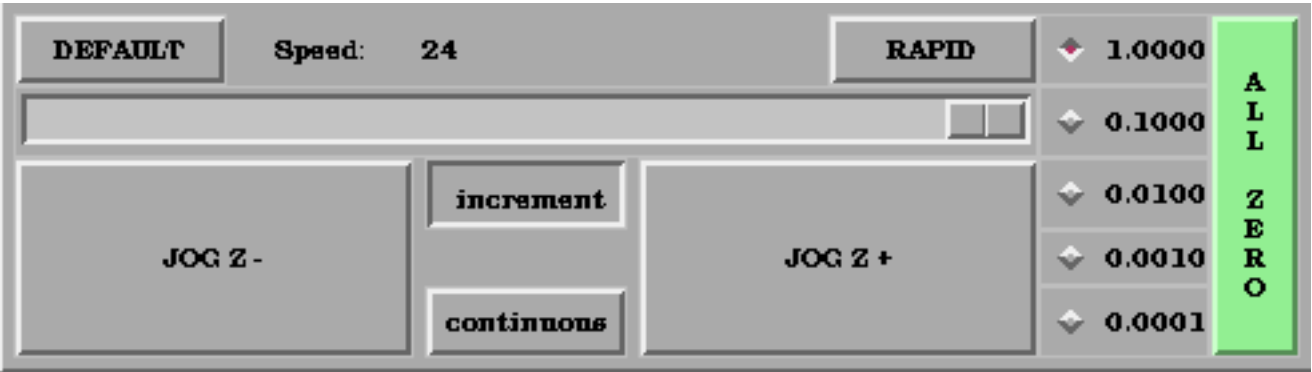 DEFAULT Speed: 24 RAPID 1.0000
0.1000
increment 0.0100
JOG Z - JOG Z + 0.0010
continuous 0.0001
ALL ZERO